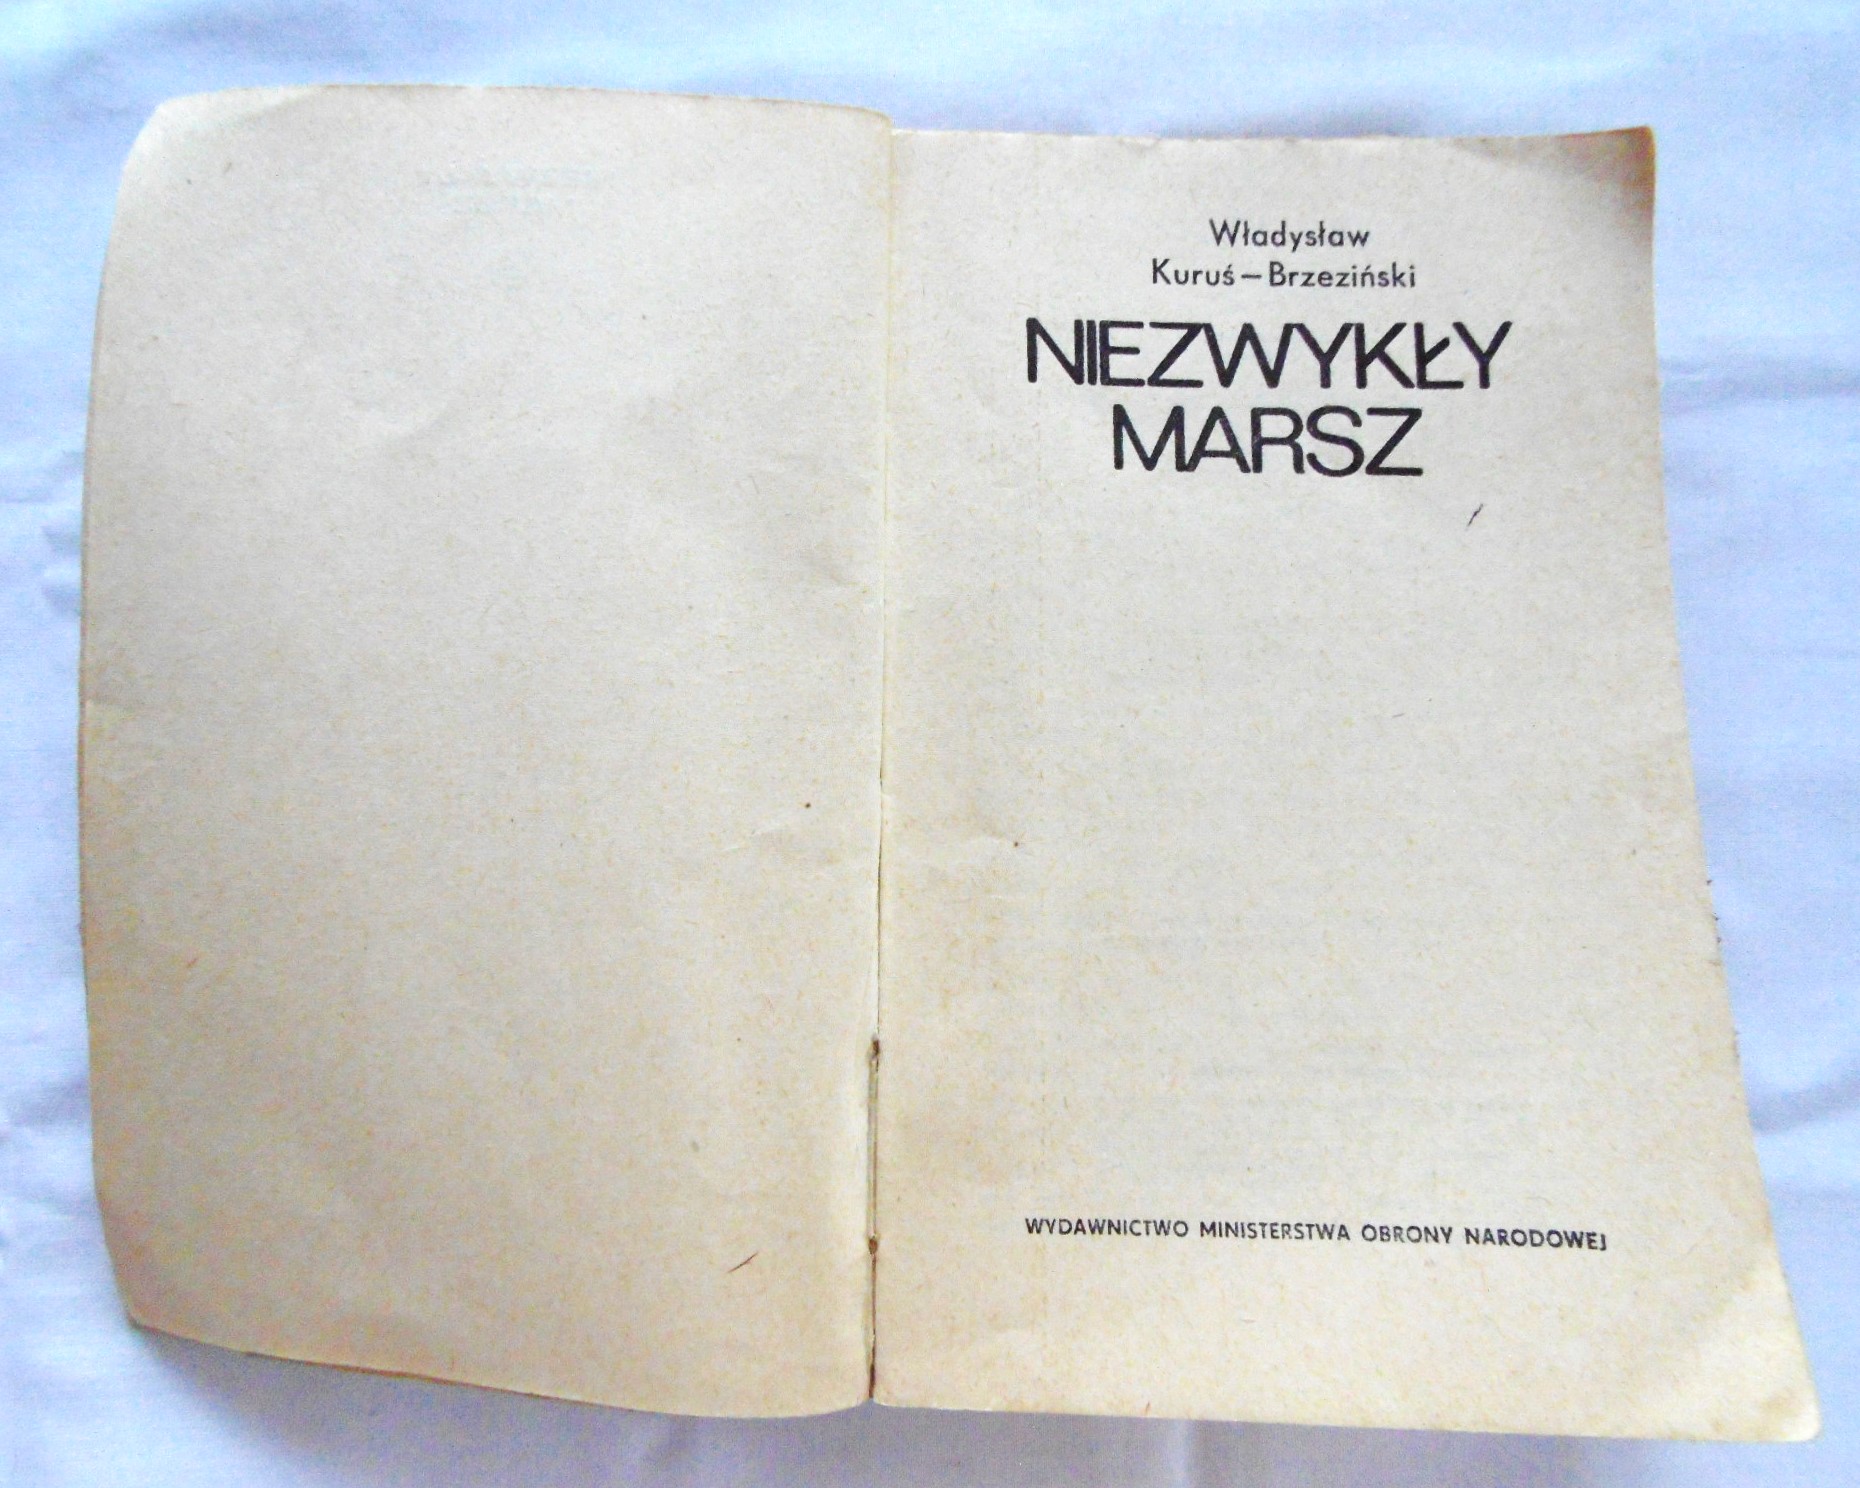 Władysław
Kuruś–Brzeziński
NIEZWYKŁY
MARSZ
WYDAWNICTWO MINISTERSTWA OBRONY NARODOWEJ